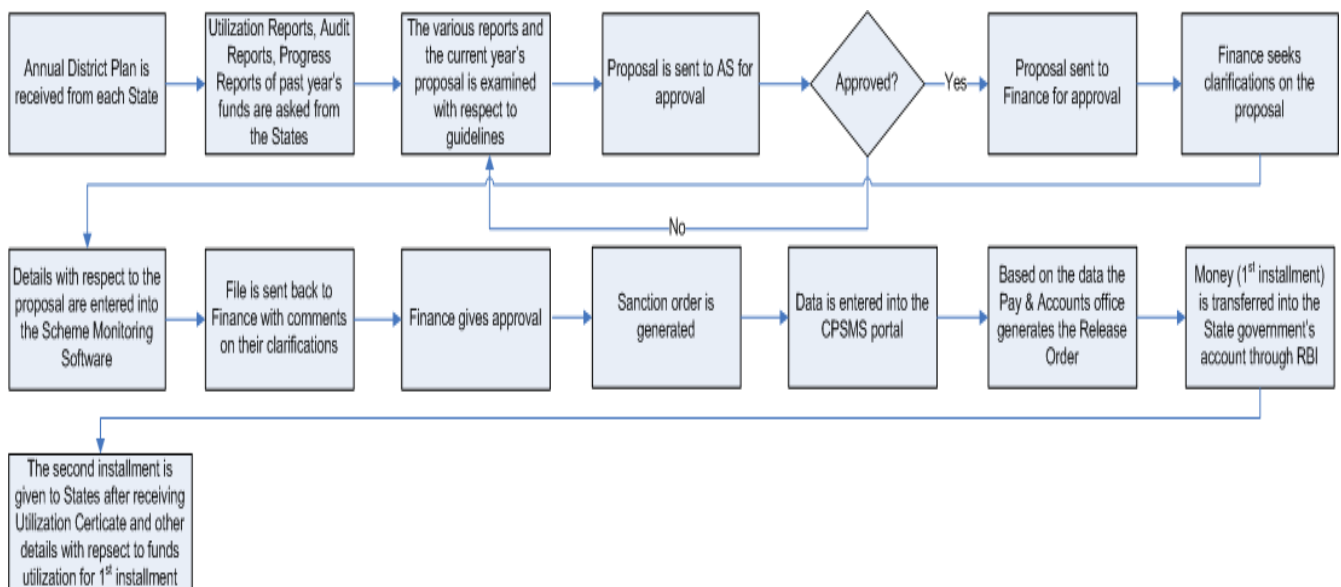 Annual District Plan is
received from each State
Utilization Reports, Audit
Reports, Progress
Reports of past year's
funds are asked from
the States
The various reports and
the current year's
proposal is examined
with respect to
guidelines
Proposal is sent to AS for
approval
Approved?
Yes
Proposal sent to
Finance for approval
Finance seeks
clarifications on the
proposal
No
Details with respect to the
proposal are entered into
the Scheme Monitoring
Software
File is sent back to
Finance with comments
on their clarifications
Finance gives approval
Sanction order is
generated
Data is entered into the
CPSMS portal
Based on the data the
Pay & Accounts office
generates the Release
Order
Money (1st installment)
is transferred into the
State government's
account through RBI
The second installment is
given to States after receiving
Utilization Certicate and other
details with repsect to funds
utilization for 1st installment